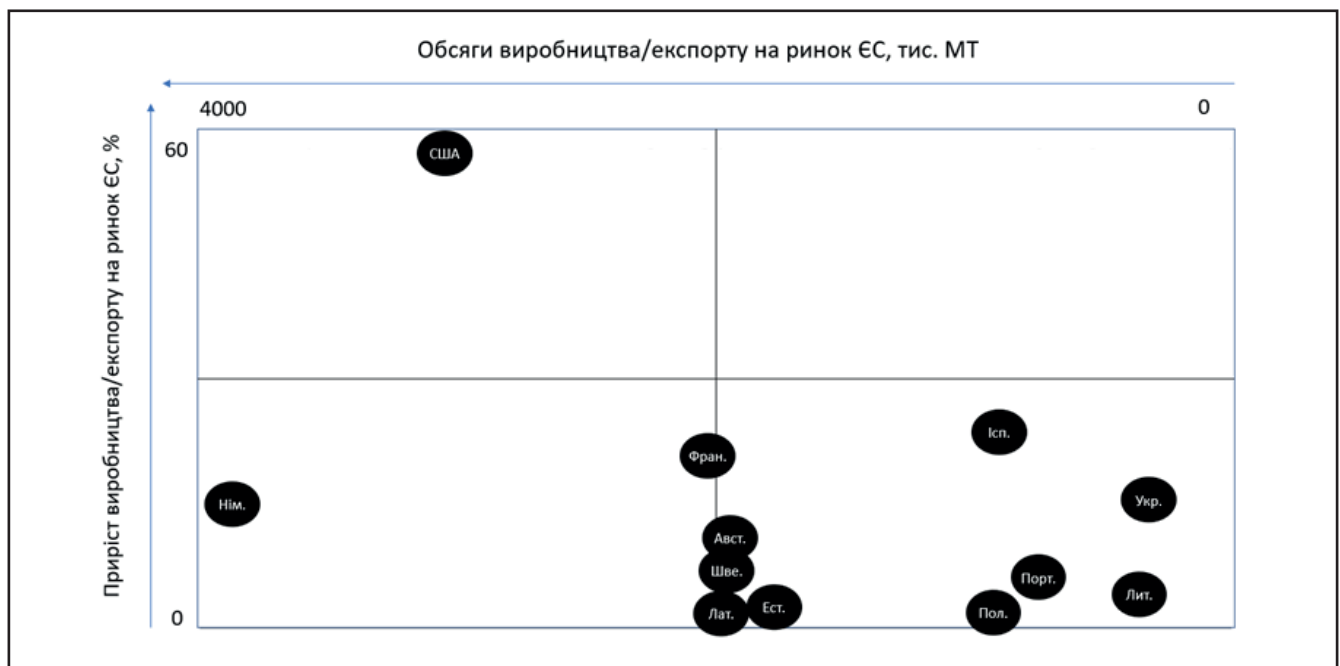 Обсяги виробництва/експорту на ринок ЄС, тис. МТ
4000
0
Приріст виробництва/експорту на ринок ЄС, %
60
США
Ісп.
Фран.
Нім.
Укр.
Авст.
Шве.
Порт.
Лит.
Ест.
Лат.
Пол.
0